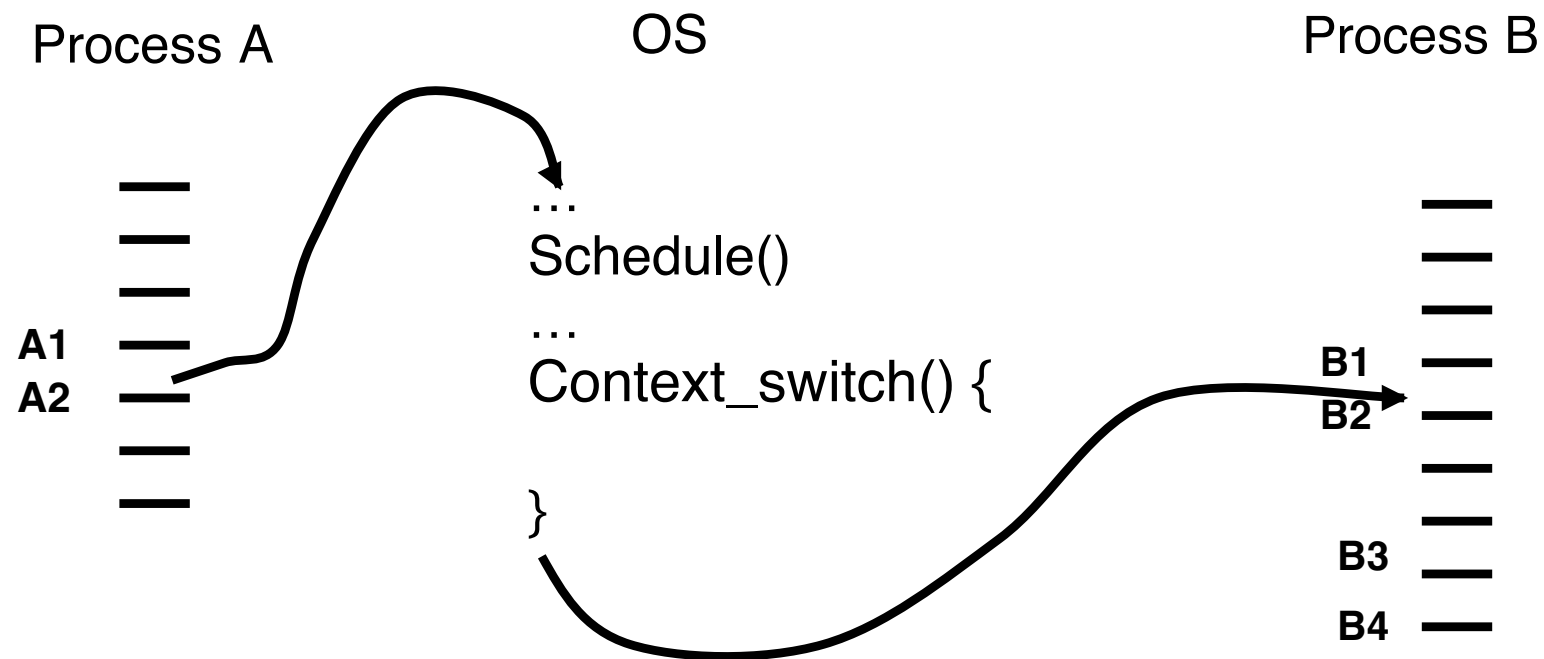 Process A
OS
Process B
…
Schedule()
…
Context_switch() {
}
A1
A2
B1
B2
B3
B4